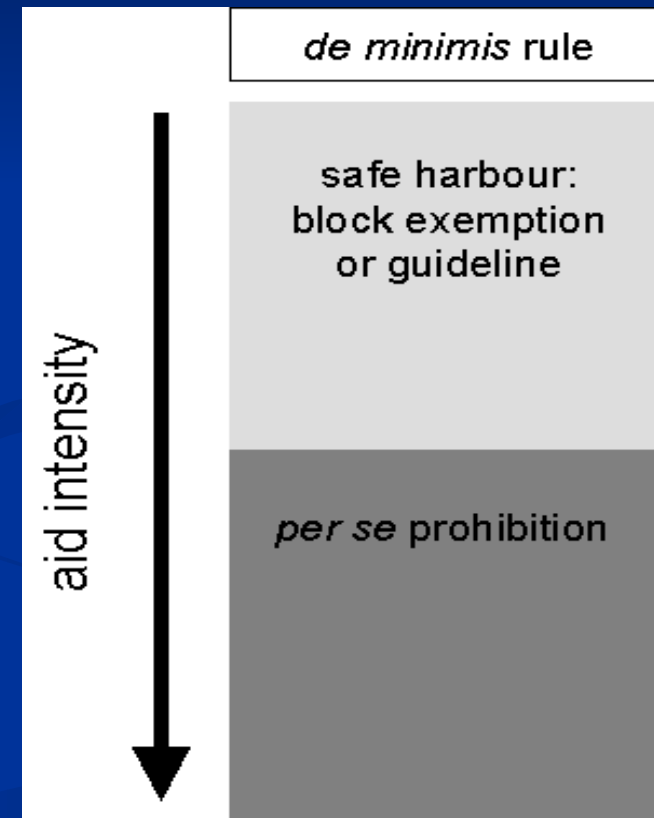 de minimis rule
safe harbour:
block exemption
or guideline
aid intensity
per se prohibition